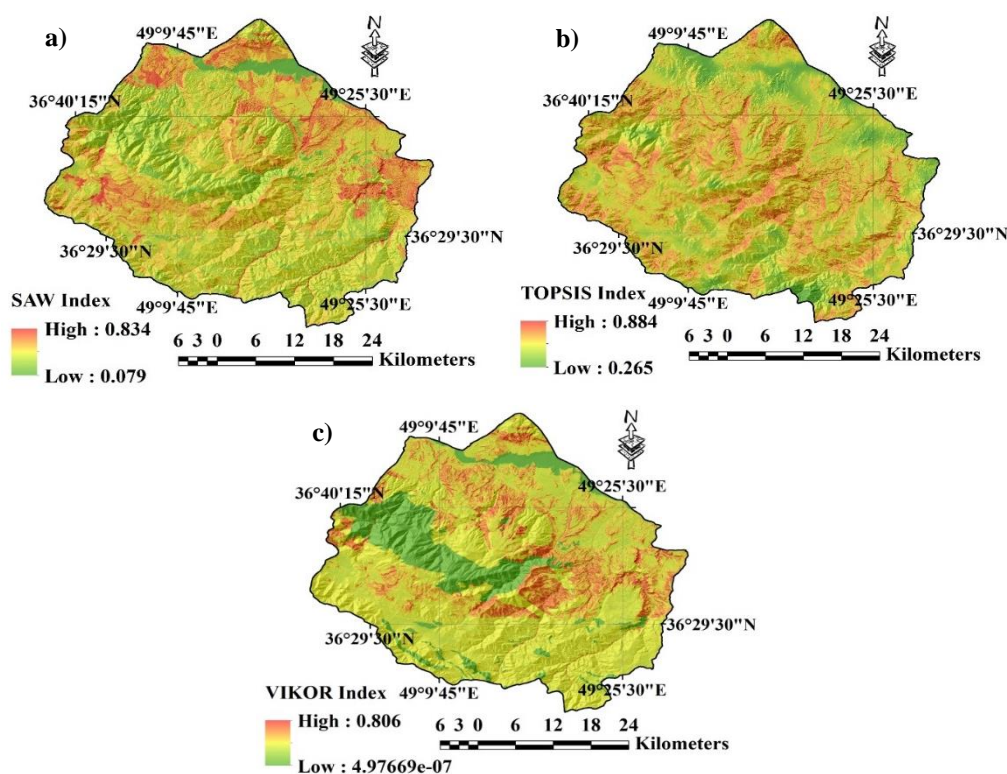 a)
N
49°9'45"E
49°25'30"E
36°40'15"N
36°29'30"N
36°29'30"N
49°9'45"E
49°25'30"E
SAW Index
High : 0.834
Low : 0.079
6 3 0 6 12 18 24
Kilometers
b)
N
49°9'45"E
49°25'30"E
36°40'15"N
36°29'30"N
36°29'30"N
49°9'45"E
49°25'30"E
TOPSIS Index
High : 0.884
Low : 0.265
6 3 0 6 12 18 24
Kilometers
c)
N
49°9'45"E
49°25'30"E
36°40'15"N
36°29'30"N
36°29'30"N
49°9'45"E
49°25'30"E
VIKOR Index
High : 0.806
Low : 4.97669e-07
6 3 0 6 12 18 24
Kilometers